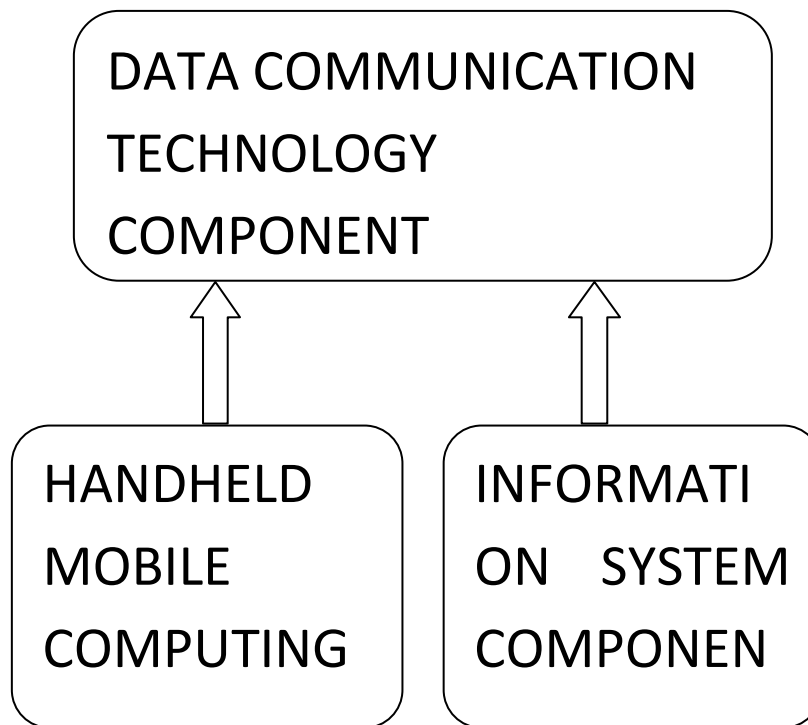 DATA COMMUNICATION
TECHNOLOGY
COMPONENT
HANDHELD
MOBILE
COMPUTING
INFORMATI
ON SYSTEM
COMPONEN